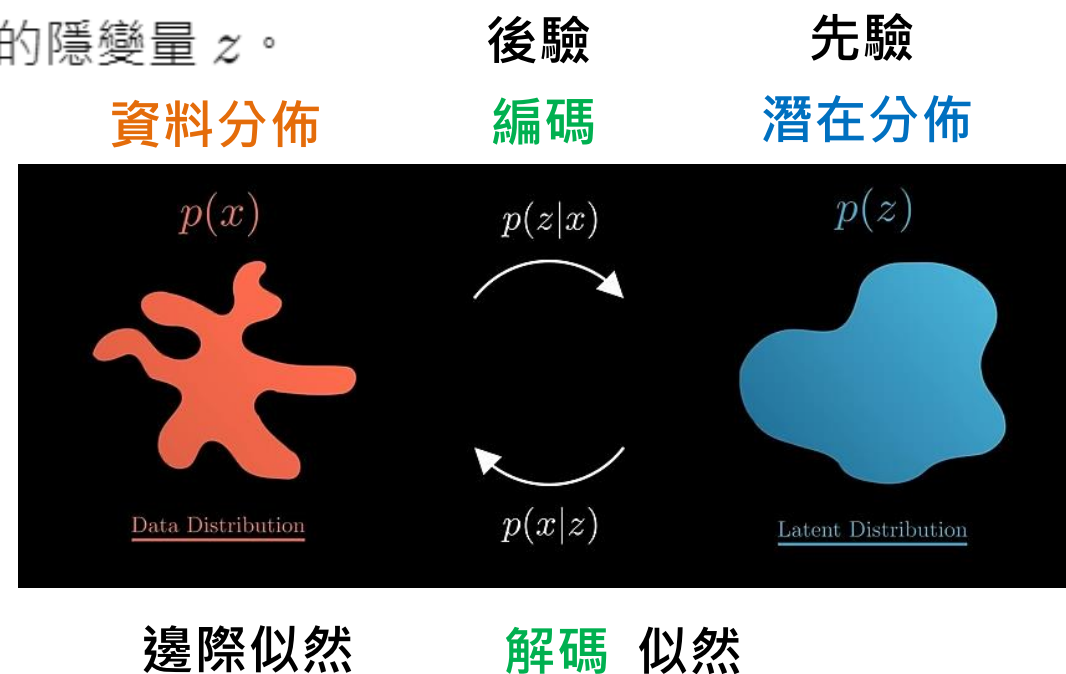 的隱變量 z。
後驗 先驗
資料分佈 編碼 潛在分佈
p(x) p(z|x) p(z)
p(x|z)
Data Distribution Latent Distribution
邊際似然 解碼 似然